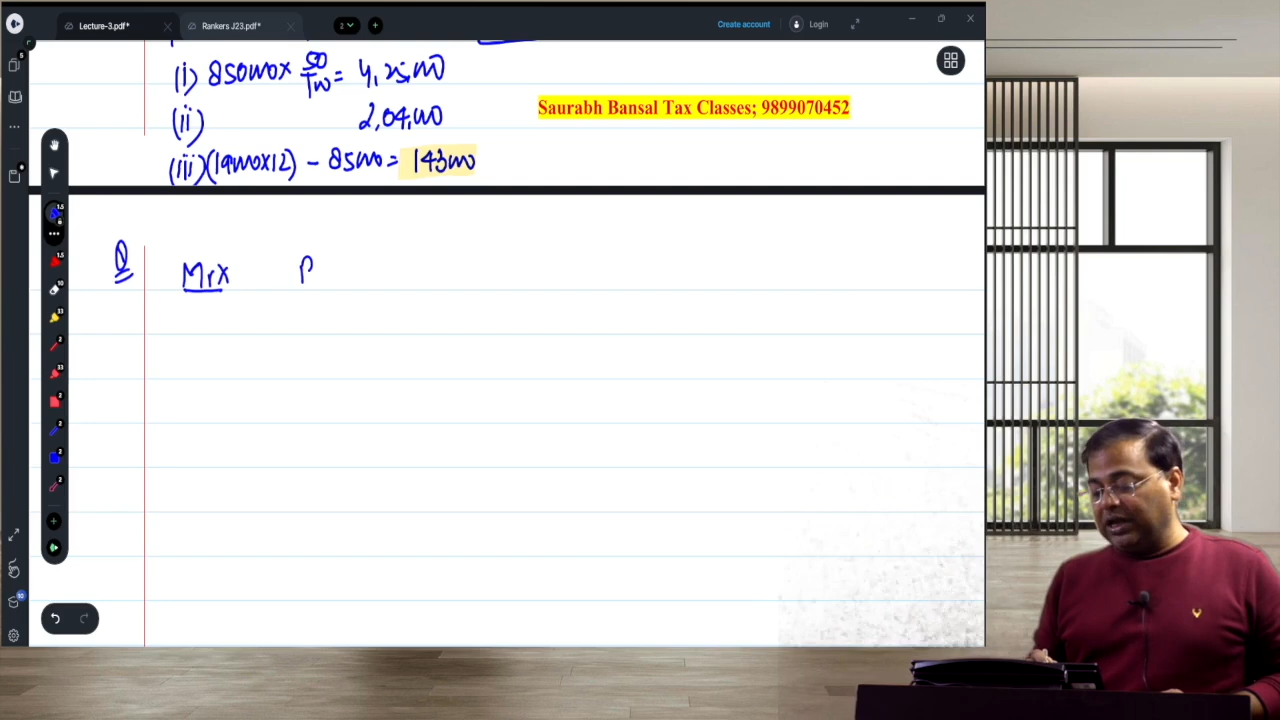 Lecture-3.pdf*
Rankers J23.pdf*
2
Create account
Login
(i) 850000 × 50/100 = 4,25,000
Saurabh Bansal Tax Classes; 9899070452
(ii) 2,04,000
(iii) (19000×12) - 85000 = 143000
Q
Mr X